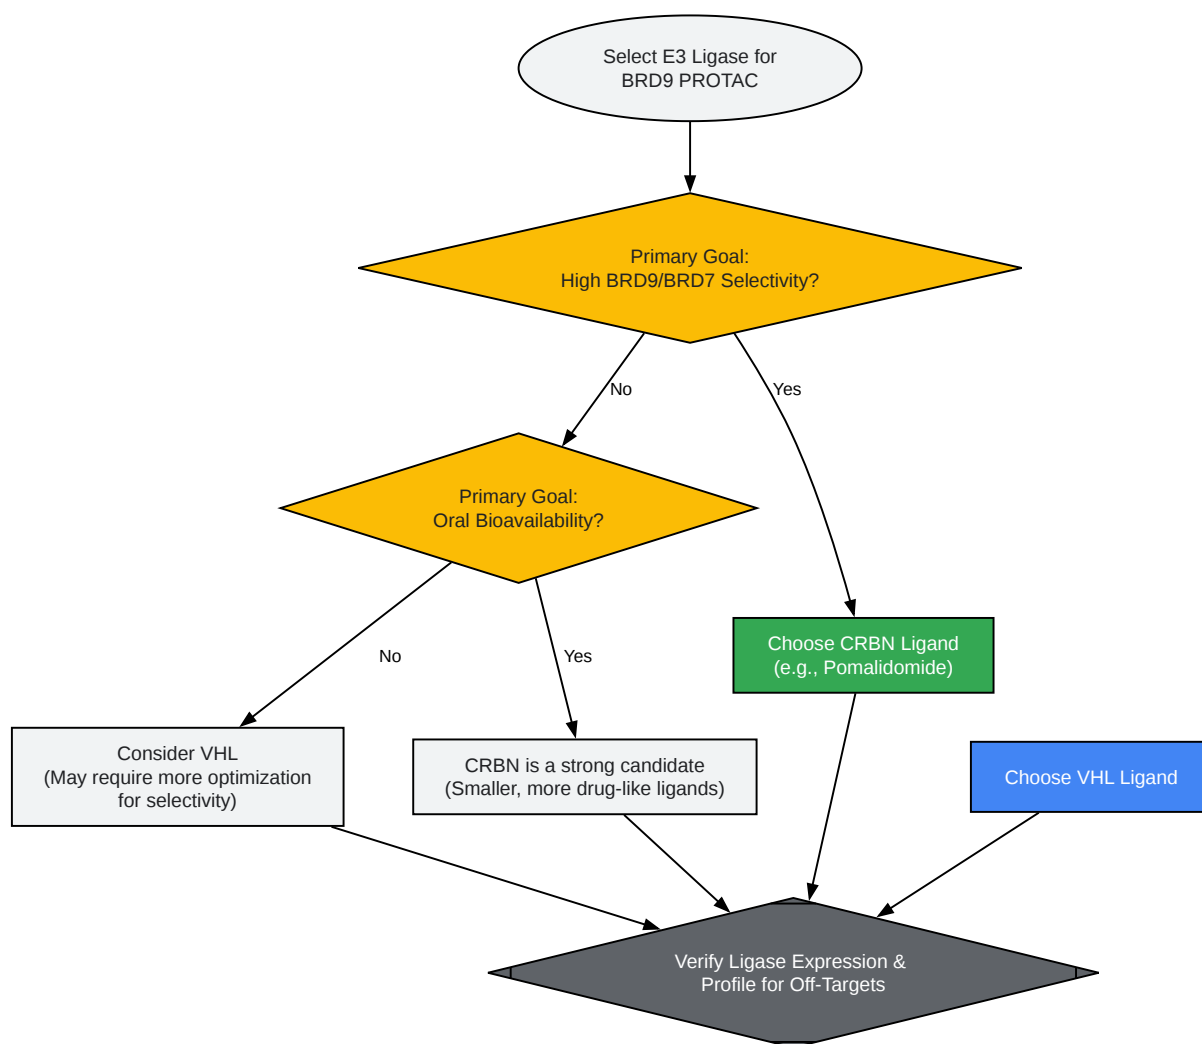 Select E3 Ligase for
BRD9 PROTAC
Primary Goal:
High BRD9/BRD7 Selectivity?
No
Yes
Primary Goal:
Oral Bioavailability?
No
Yes
Choose CRBN Ligand
(e.g., Pomalidomide)
Consider VHL
(May require more optimization
for selectivity)
CRBN is a strong candidate
(Smaller, more drug-like ligands)
Choose VHL Ligand
Verify Ligase Expression &
Profile for Off-Targets